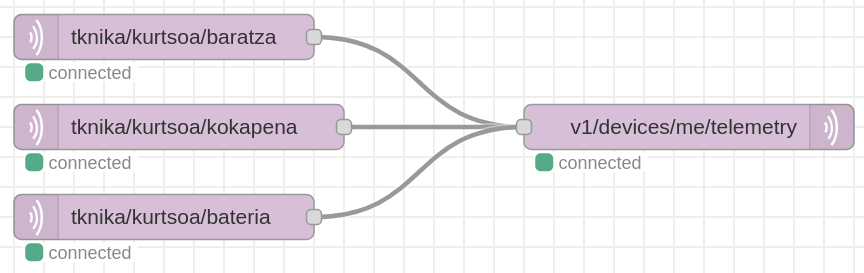 tknika/kurtsoa/baratza
connected
tknika/kurtsoa/kokapena
v1/devices/me/telemetry
connected
connected
tknika/kurtsoa/bateria
connected